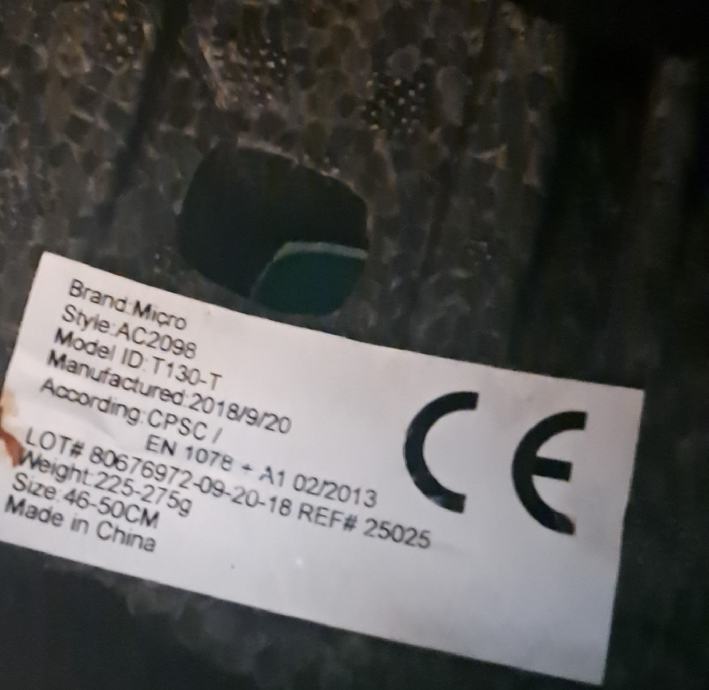 Brand:Micro
Style:AC2098
Model ID:T130-T
Manufactured:2018/9/20
According:CPSC /
EN 1078 + A1 02/2013
LOT# 80676972-09-20-18 REF# 25025
Weight:225-275g
Size:46-50CM
Made in China
CE